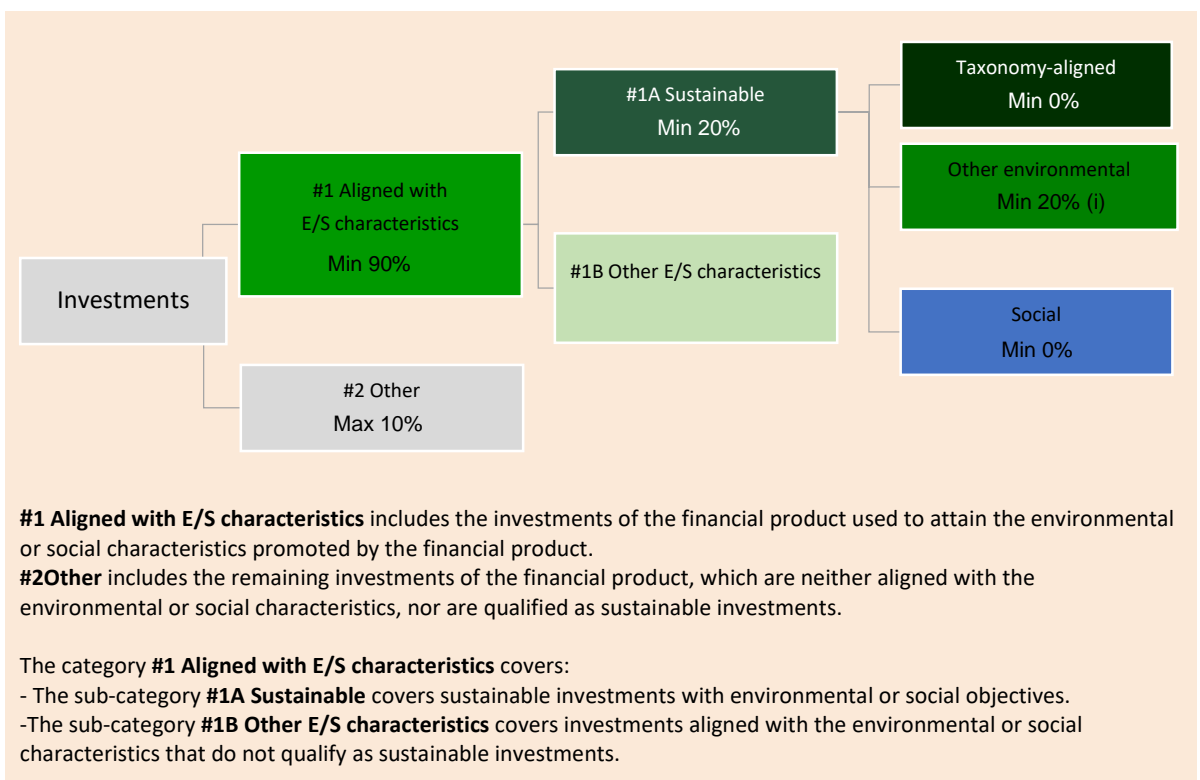 Investments
#1 Aligned with
E/S characteristics
Min 90%
#2 Other
Max 10%
#1A Sustainable
Min 20%
#1B Other E/S characteristics
Taxonomy-aligned
Min 0%
Other environmental
Min 20% (i)
Social
Min 0%
#1 Aligned with E/S characteristics includes the investments of the financial product used to attain the environmental
or social characteristics promoted by the financial product.
#2Other includes the remaining investments of the financial product, which are neither aligned with the
environmental or social characteristics, nor are qualified as sustainable investments.
The category #1 Aligned with E/S characteristics covers:
- The sub-category #1A Sustainable covers sustainable investments with environmental or social objectives.
-The sub-category #1B Other E/S characteristics covers investments aligned with the environmental or social
characteristics that do not qualify as sustainable investments.